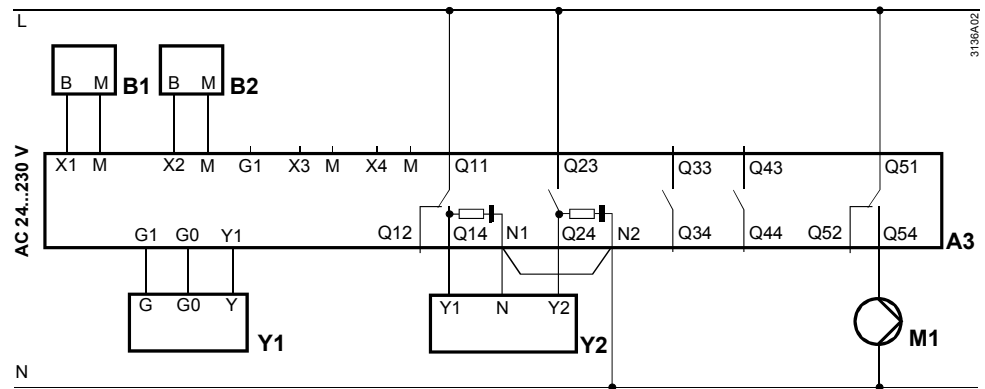 L
3136A02
B M B1 B M B2
AC 24...230 V
X1 M X2 M G1 X3 M X4 M Q11 Q23 Q33 Q43 Q51
Q12 Q14 N1 Q24 N2 Q34 Q44 Q52 Q54 A3
G1 G0 Y1
G G0 Y Y1
Y1 N Y2 Y2
M1
N